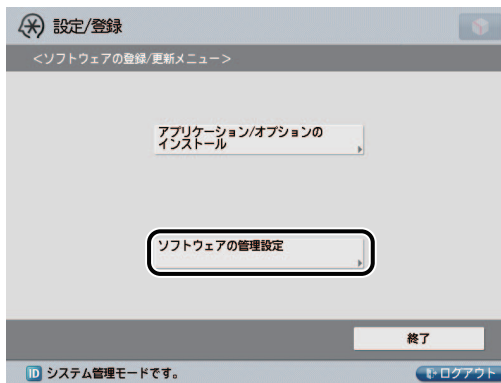 設定/登録
<ソフトウェアの登録/更新メニュー>
アプリケーション/オプションの
インストール
ソフトウェアの管理設定
終了
ID システム管理モードです。
ログアウト